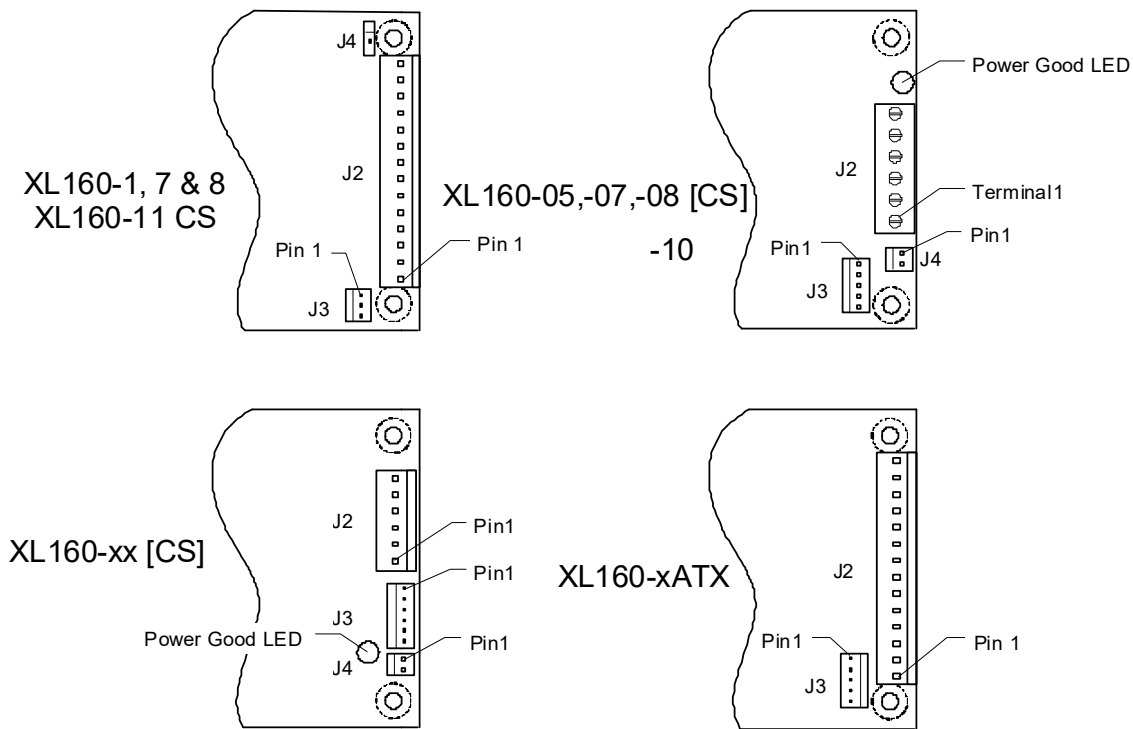 J4
J2
XL160-1, 7 & 8
XL160-11 CS
Pin 1
Pin 1
J3
Power Good LED
J2
XL160-05,-07,-08 [CS]
-10
Terminal1
Pin1
Pin1
J4
J3
J2
Pin1
XL160-xx [CS]
Pin1
J3
Power Good LED
Pin1
J4
XL160-xATX
J2
Pin1
Pin 1
J3